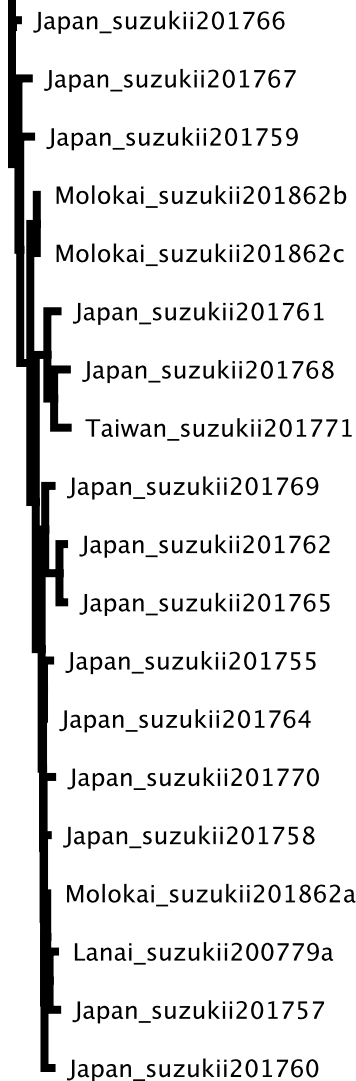 Japan_suzukii201766
Japan_suzukii201767
Japan_suzukii201759
Molokai_suzukii201862b
Molokai_suzukii201862c
Japan_suzukii201761
Japan_suzukii201768
Taiwan_suzukii201771
Japan_suzukii201769
Japan_suzukii201762
Japan_suzukii201765
Japan_suzukii201755
Japan_suzukii201764
Japan_suzukii201770
Japan_suzukii201758
Molokai_suzukii201862a
Lanai_suzukii200779a
Japan_suzukii201757
Japan_suzukii201760